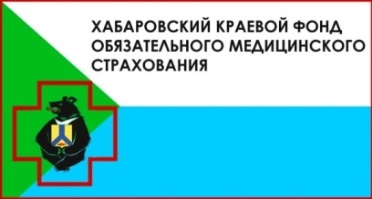 ХАБАРОВСКИЙ КРАЕВОЙ ФОНД
ОБЯЗАТЕЛЬНОГО МЕДИЦИНСКОГО
СТРАХОВАНИЯ